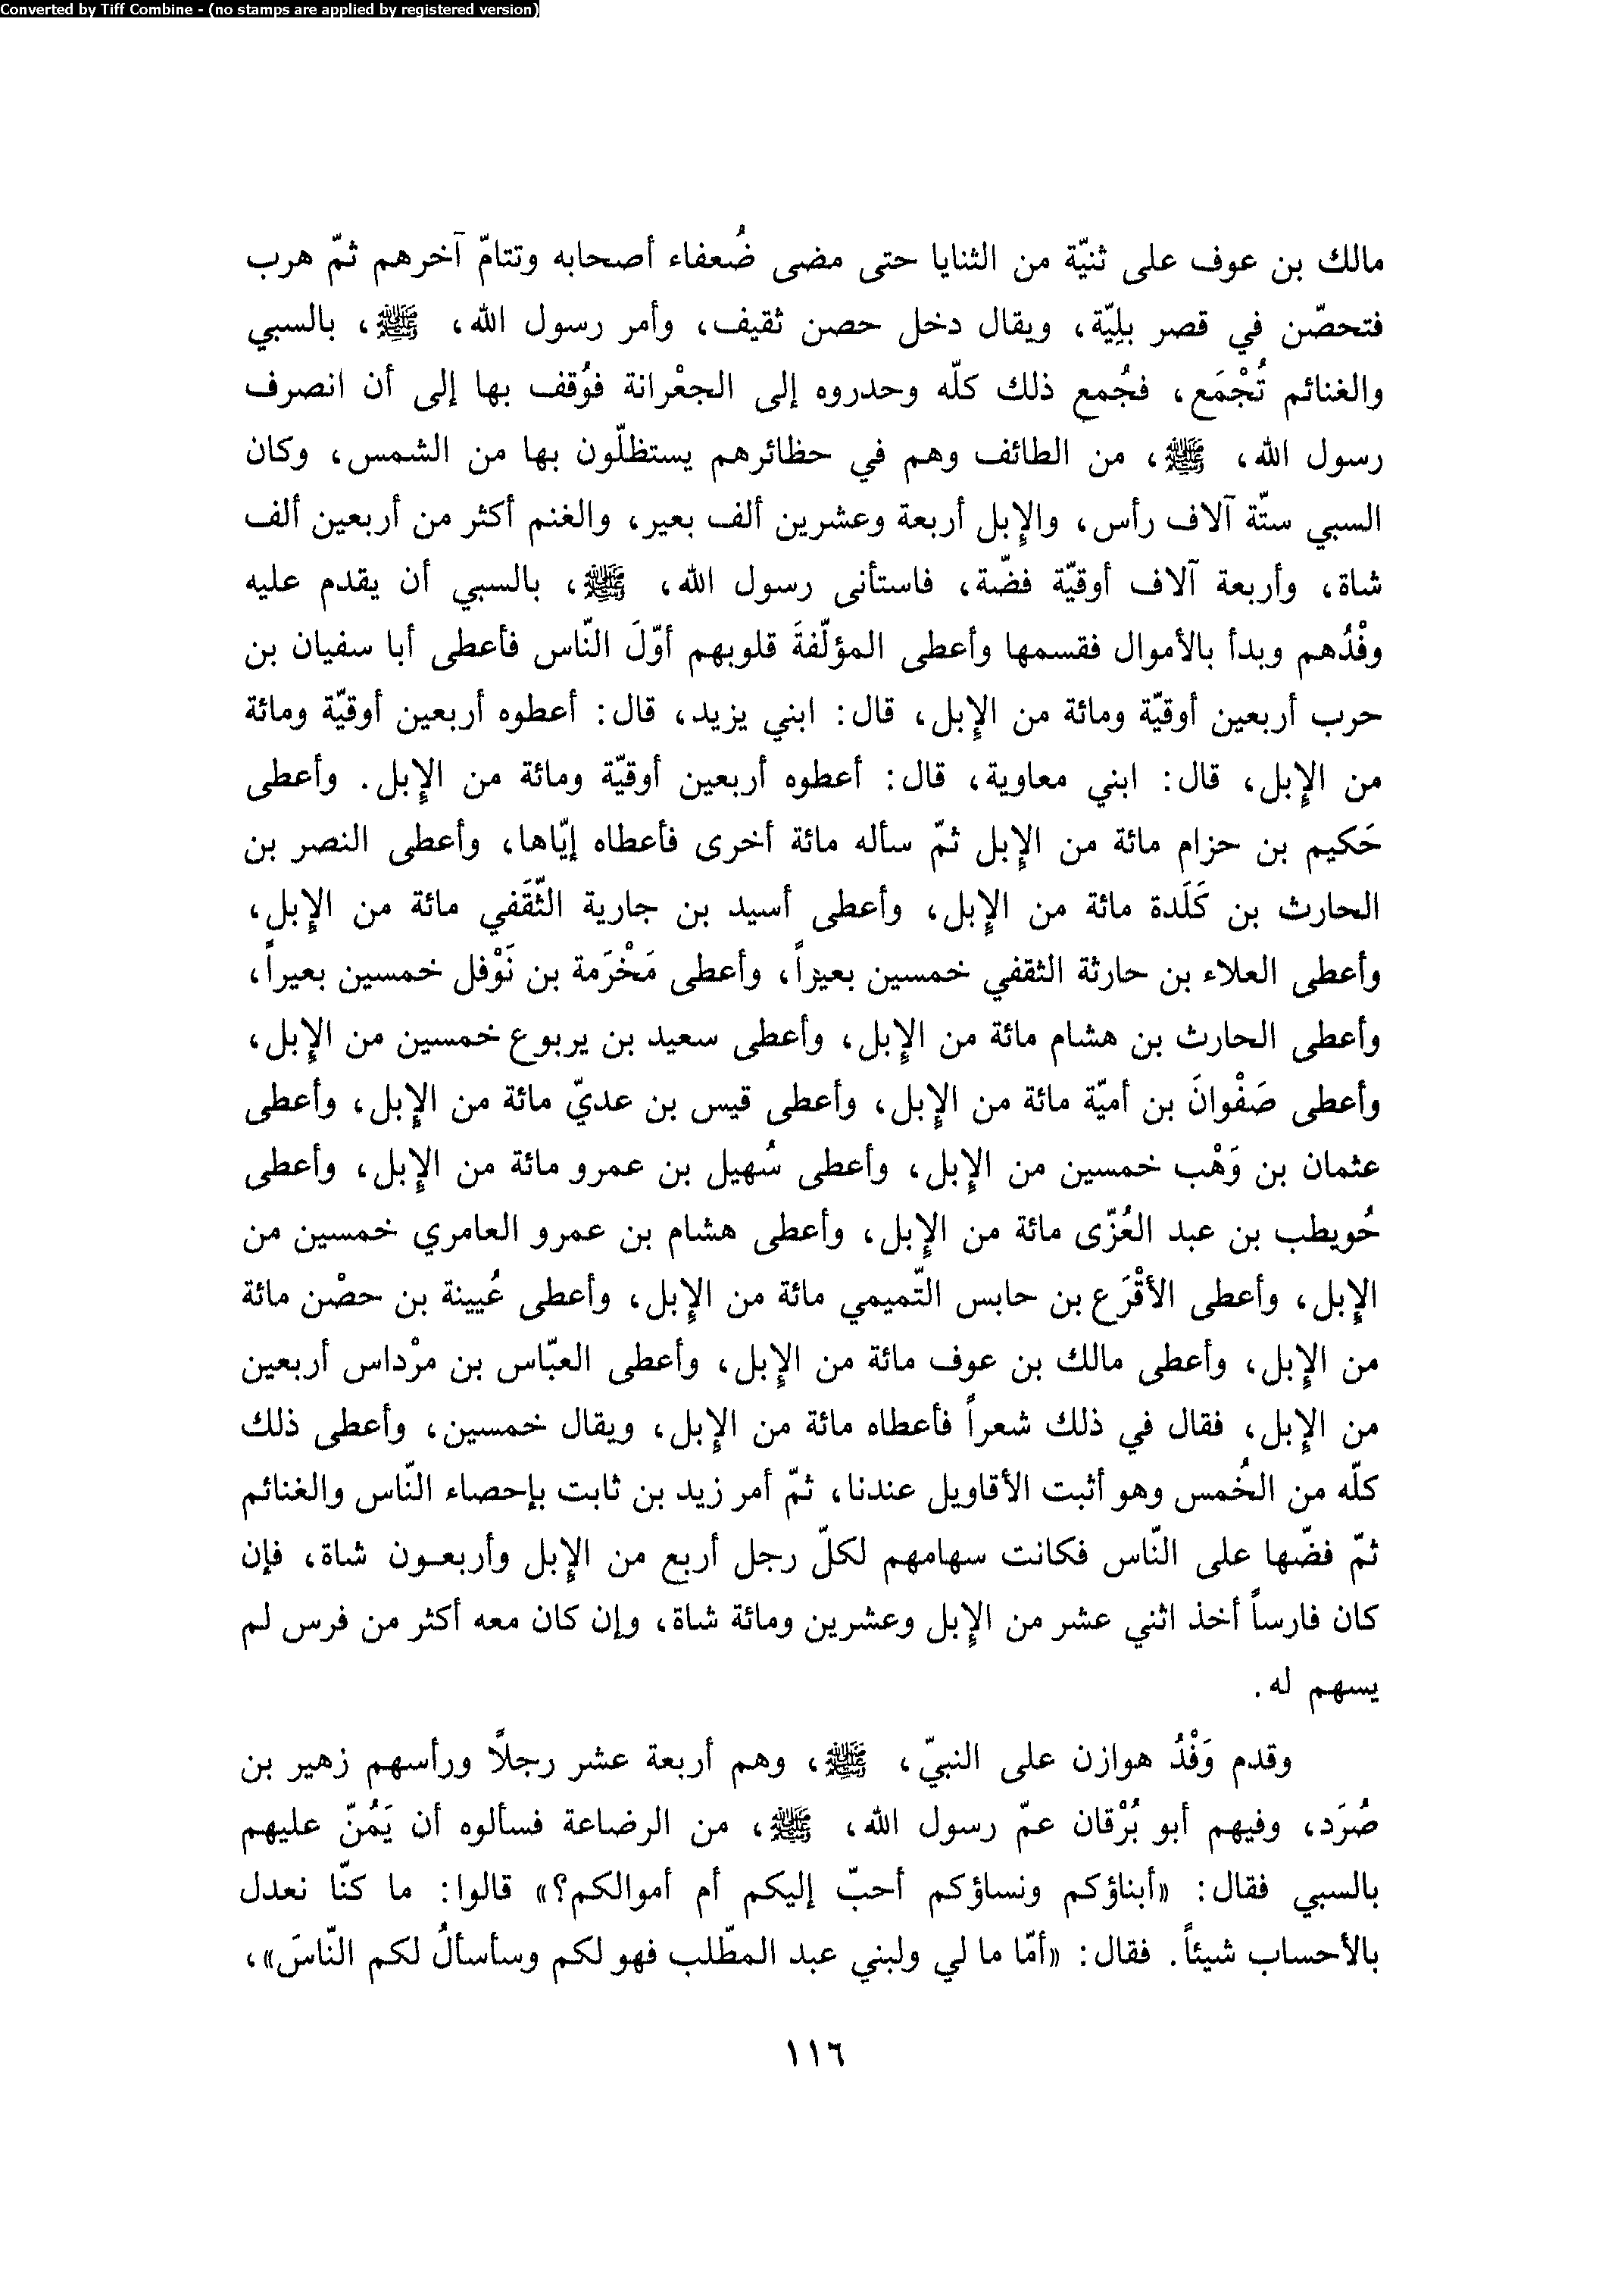 Converted by Tiff Combine - (no stamps are applied by registered version)
مالك بن عوف على ثنيّة من الثنايا حتى مضى ضُعفاء أصحابه وتتامّ آخرهم ثمّ هرب
فتحصّن في قصر بلِيّة، ويقال دخل حصن ثقيف، وأمر رسول الله، ﷺ، بالسبي
والغنائم تُجْمَع، فجُمع ذلك كلّه وحدروه إلى الجعْرانة فوُقف بها إلى أن انصرف
رسول الله، ﷺ، من الطائف وهم في حظائرهم يستظلّون بها من الشمس، وكان
السبي ستّة آلاف رأس، والإبل أربعة وعشرين ألف بعير، والغنم أكثر من أربعين ألف
شاة، وأربعة آلاف أوقيّة فضّة، فاستأنى رسول الله، ﷺ، بالسبي أن يقدم عليه
وفْدُهم وبدأ بالأموال فقسمها وأعطى المؤلّفةَ قلوبهم أوّلَ النّاس فأعطى أبا سفيان بن
حرب أربعين أوقيّة ومائة من الإبل، قال: ابني يزيد، قال: أعطوه أربعين أوقيّة ومائة
من الإبل، قال: ابني معاوية، قال: أعطوه أربعين أوقيّة ومائة من الإبل. وأعطى
حَكيم بن حزام مائة من الإبل ثمّ سأله مائة أخرى فأعطاه إيّاها، وأعطى النصر بن
الحارث بن كَلَدة مائة من الإبل، وأعطى أسيد بن جارية الثّقَفي مائة من الإبل،
وأعطى العلاء بن حارثة الثقفي خمسين بعيراً، وأعطى مَخْرَمة بن نَوْفل خمسين بعيراً،
وأعطى الحارث بن هشام مائة من الإبل، وأعطى سعيد بن يربوع خمسين من الإبل،
وأعطى صَفْوانَ بن أميّة مائة من الإبل، وأعطى قيس بن عديّ مائة من الإبل، وأعطى
عثمان بن وَهْب خمسين من الإبل، وأعطى سُهيل بن عمرو مائة من الإبل، وأعطى
حُويطب بن عبد العُزّى مائة من الإبل، وأعطى هشام بن عمرو العامري خمسين من
الإبل، وأعطى الأقْرَع بن حابس التّميمي مائة من الإبل، وأعطى عُيينة بن حصْن مائة
من الإبل، وأعطى مالك بن عوف مائة من الإبل، وأعطى العبّاس بن مرْداس أربعين
من الإبل، فقال في ذلك شعراً فأعطاه مائة من الإبل، ويقال خمسين، وأعطى ذلك
كلّه من الخُمس وهو أثبت الأقاويل عندنا، ثمّ أمر زيد بن ثابت بإحصاء النّاس والغنائم
ثمّ فضّها على النّاس فكانت سهامهم لكلّ رجل أربع من الإبل وأربعـون شاة، فإن
كان فارساً أخذ اثني عشر من الإبل وعشرين ومائة شاة، وإن كان معه أكثر من فرس لم
يسهم له.
وقدم وَفْدُ هوازن على النبيّ، ﷺ، وهم أربعة عشر رجلاً ورأسهم زهير بن
صُرَد، وفيهم أبو بُرْقان عمّ رسول الله، ﷺ، من الرضاعة فسألوه أن يَمُنّ عليهم
بالسبي فقال: «أبناؤكم ونساؤكم أحبّ إليكم أم أموالكم؟» قالوا: ما كنّا نعدل
بالأحساب شيئاً. فقال: «أمّا ما لي ولبني عبد المطّلب فهو لكم وسأسألُ لكم النّاسَ»،
١١٦